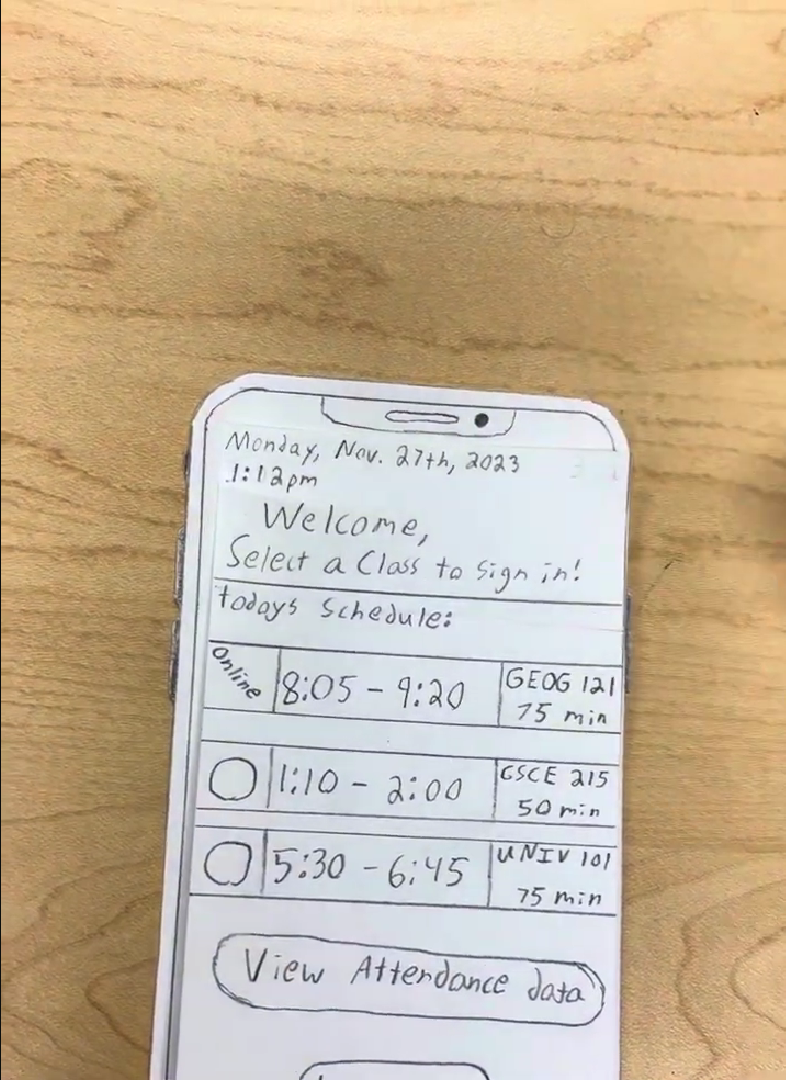 Monday, Nov. 27th, 2023
1:12pm
Welcome,
Select a Class to sign in!
todays Schedule:
online 8:05 - 9:20 GEOG 121
75 min
1:10 - 2:00 CSCE 215
50 min
5:30 - 6:45 UNIV 101
75 min
View Attendance data